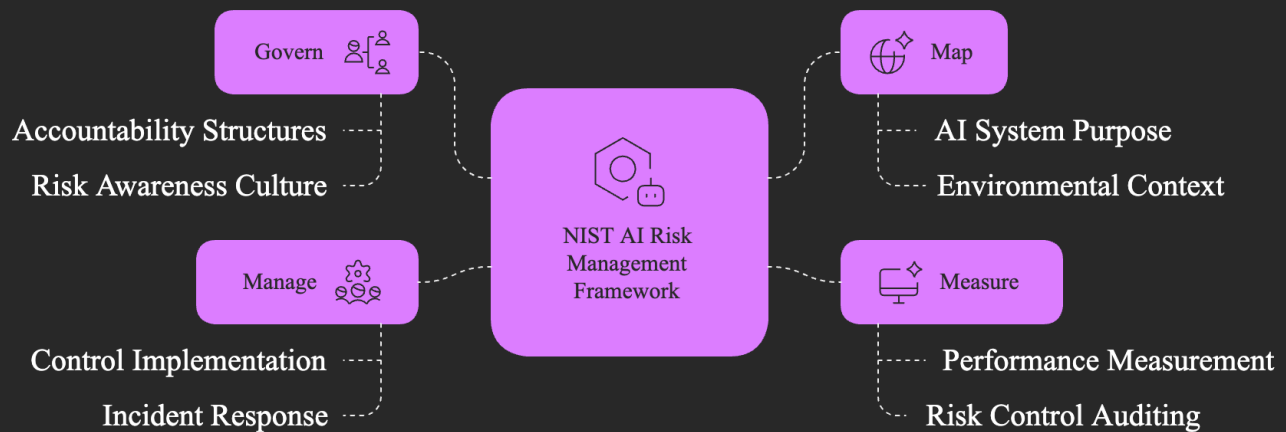 Govern
Accountability Structures
Risk Awareness Culture
Manage
Control Implementation
Incident Response
NIST AI Risk
Management
Framework
Map
AI System Purpose
Environmental Context
Measure
Performance Measurement
Risk Control Auditing